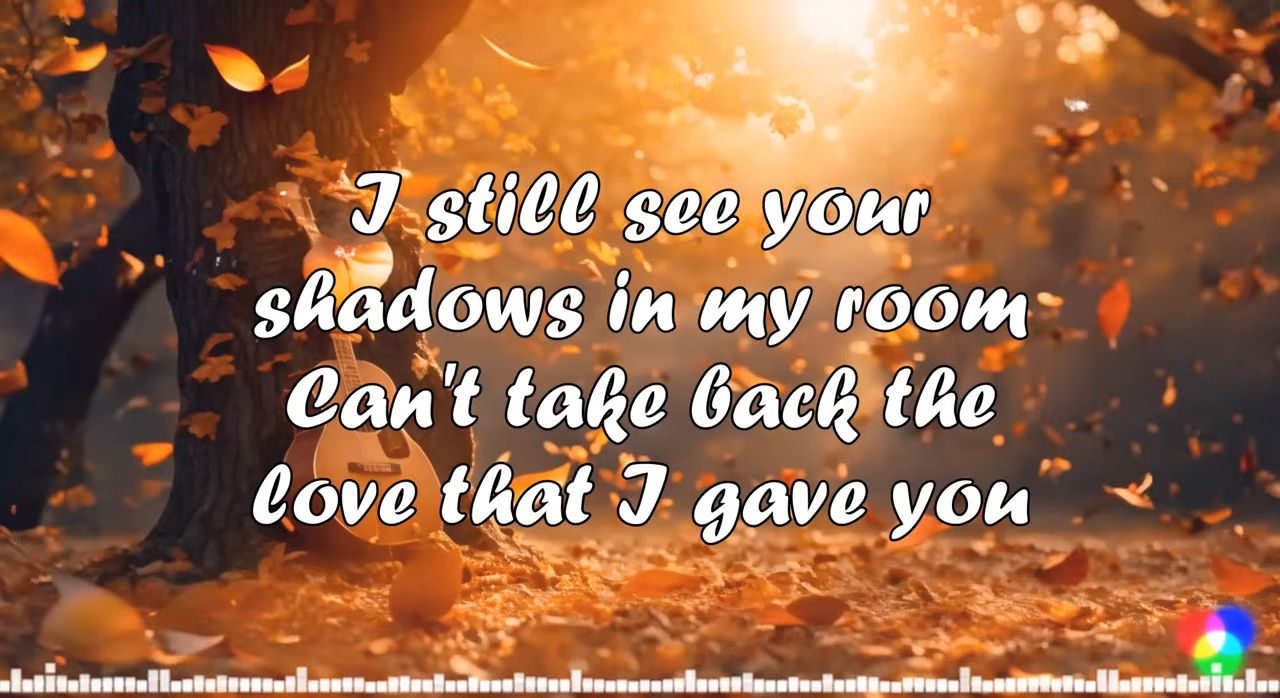 I still see your
shadows in my room
Can't take back the
love that I gave you